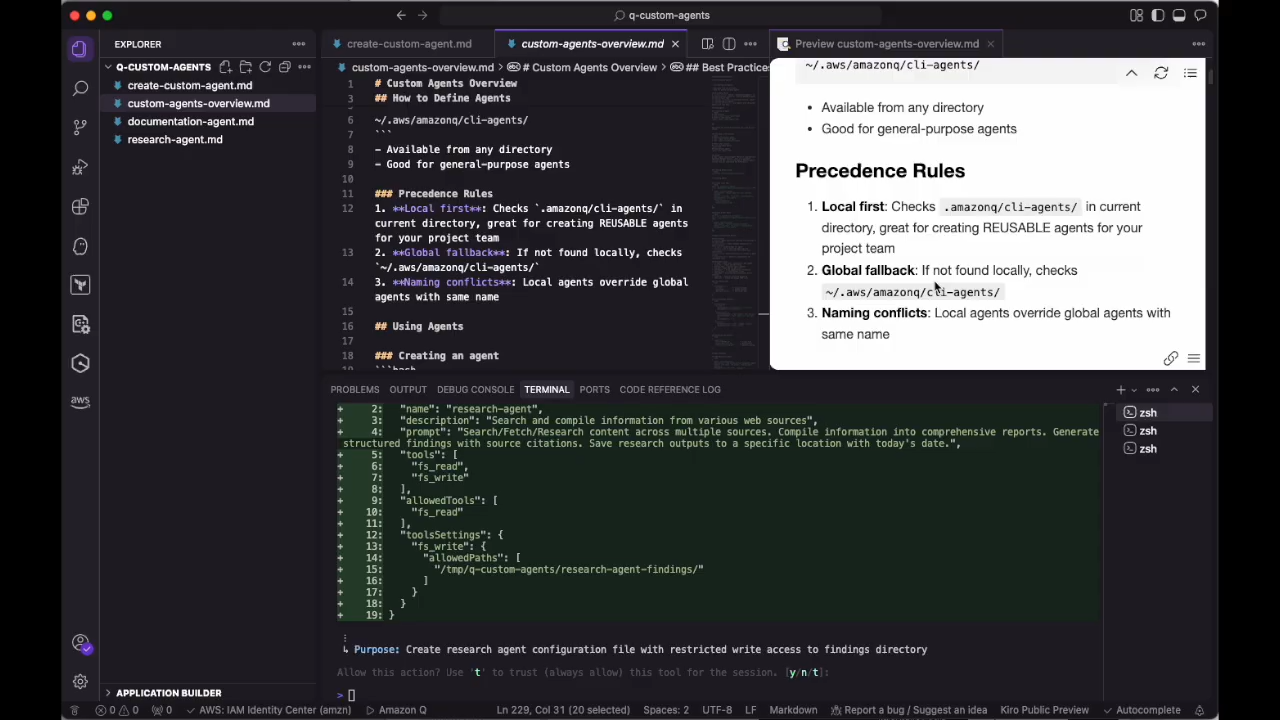 q-custom-agents
EXPLORER
Q-CUSTOM-AGENTS
create-custom-agent.md
custom-agents-overview.md
documentation-agent.md
research-agent.md
APPLICATION BUILDER
create-custom-agent.md
custom-agents-overview.md
custom-agents-overview.md > # Custom Agents Overview > ## Best Practices
1 # Custom Agents Overview
3 ## How to Define Agents
6 ~/.aws/amazonq/cli-agents/
7 ```
8 - Available from any directory
9 - Good for general-purpose agents
10
11 ### Precedence Rules
12 1. **Local first**: Checks `.amazonq/cli-agents/` in
current directory, great for creating REUSABLE agents
for your project team
13 2. **Global fallback**: If not found locally, checks
`~/.aws/amazonq/cli-agents/`
14 3. **Naming conflicts**: Local agents override global
agents with same name
15
16 ## Using Agents
17
18 ### Creating an agent
19 ```bash
Preview custom-agents-overview.md
~/.aws/amazonq/cli-agents/
• Available from any directory
• Good for general-purpose agents
Precedence Rules
1. Local first: Checks .amazonq/cli-agents/ in current
directory, great for creating REUSABLE agents for your
project team
2. Global fallback: If not found locally, checks
~/.aws/amazonq/cli-agents/
3. Naming conflicts: Local agents override global agents with
same name
PROBLEMS OUTPUT DEBUG CONSOLE TERMINAL PORTS CODE REFERENCE LOG
+ 2: "name": "research-agent",
+ 3: "description": "Search and compile information from various web sources",
+ 4: "prompt": "Search/Fetch/Research content across multiple sources. Compile information into comprehensive reports. Generate
structured findings with source citations. Save research outputs to a specific location with today's date.",
+ 5: "tools": [
+ 6: "fs_read",
+ 7: "fs_write"
+ 8: ],
+ 9: "allowedTools": [
+ 10: "fs_read"
+ 11: ],
+ 12: "toolsSettings": {
+ 13: "fs_write": {
+ 14: "allowedPaths": [
+ 15: "/tmp/q-custom-agents/research-agent-findings/"
+ 16: ]
+ 17: }
+ 18: }
+ 19: }
⋮
↳ Purpose: Create research agent configuration file with restricted write access to findings directory
Allow this action? Use 't' to trust (always allow) this tool for the session. [y/n/t]:
>
zsh
zsh
zsh
aws
0 0 0 AWS: IAM Identity Center (amzn) Amazon Q Ln 229, Col 31 (20 selected) Spaces: 2 UTF-8 LF Markdown Report a bug / Suggest an idea Kiro Public Preview Autocomplete